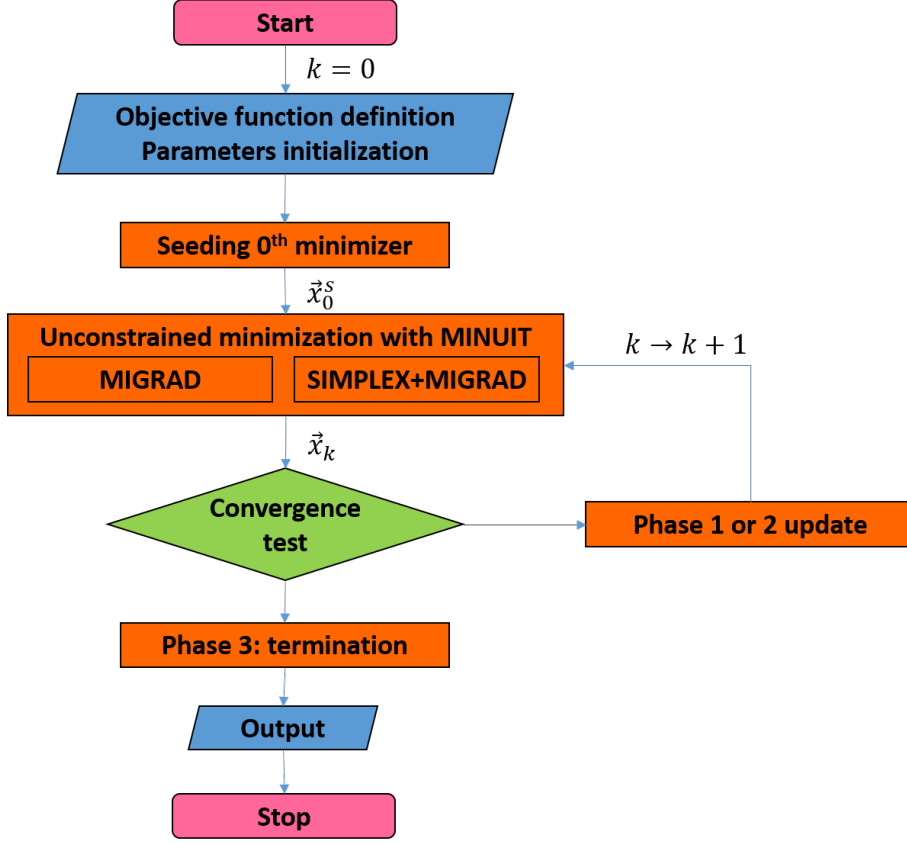 Start
k = 0
Objective function definition
Parameters initialization
Seeding 0th minimizer
x⃗₀ˢ
Unconstrained minimization with MINUIT
MIGRAD
SIMPLEX+MIGRAD
k → k + 1
x⃗ₖ
Convergence
test
Phase 1 or 2 update
Phase 3: termination
Output
Stop